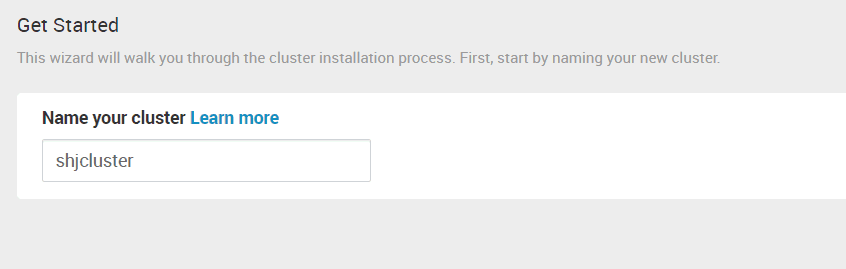 Get Started
This wizard will walk you through the cluster installation process. First, start by naming your new cluster.
Name your cluster Learn more
shjcluster